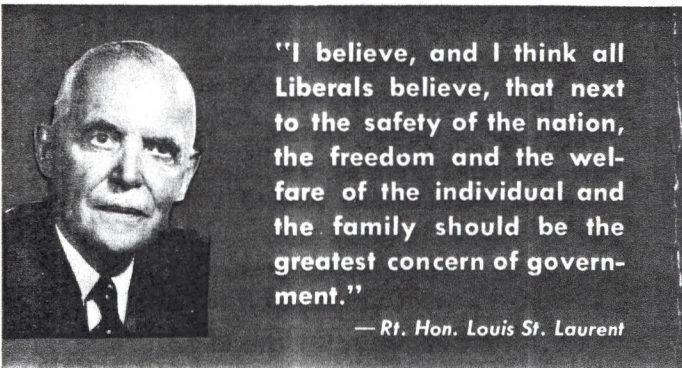 "I believe, and I think all
Liberals believe, that next
to the safety of the nation,
the freedom and the wel-
fare of the individual and
the family should be the
greatest concern of govern-
ment."
— Rt. Hon. Louis St. Laurent